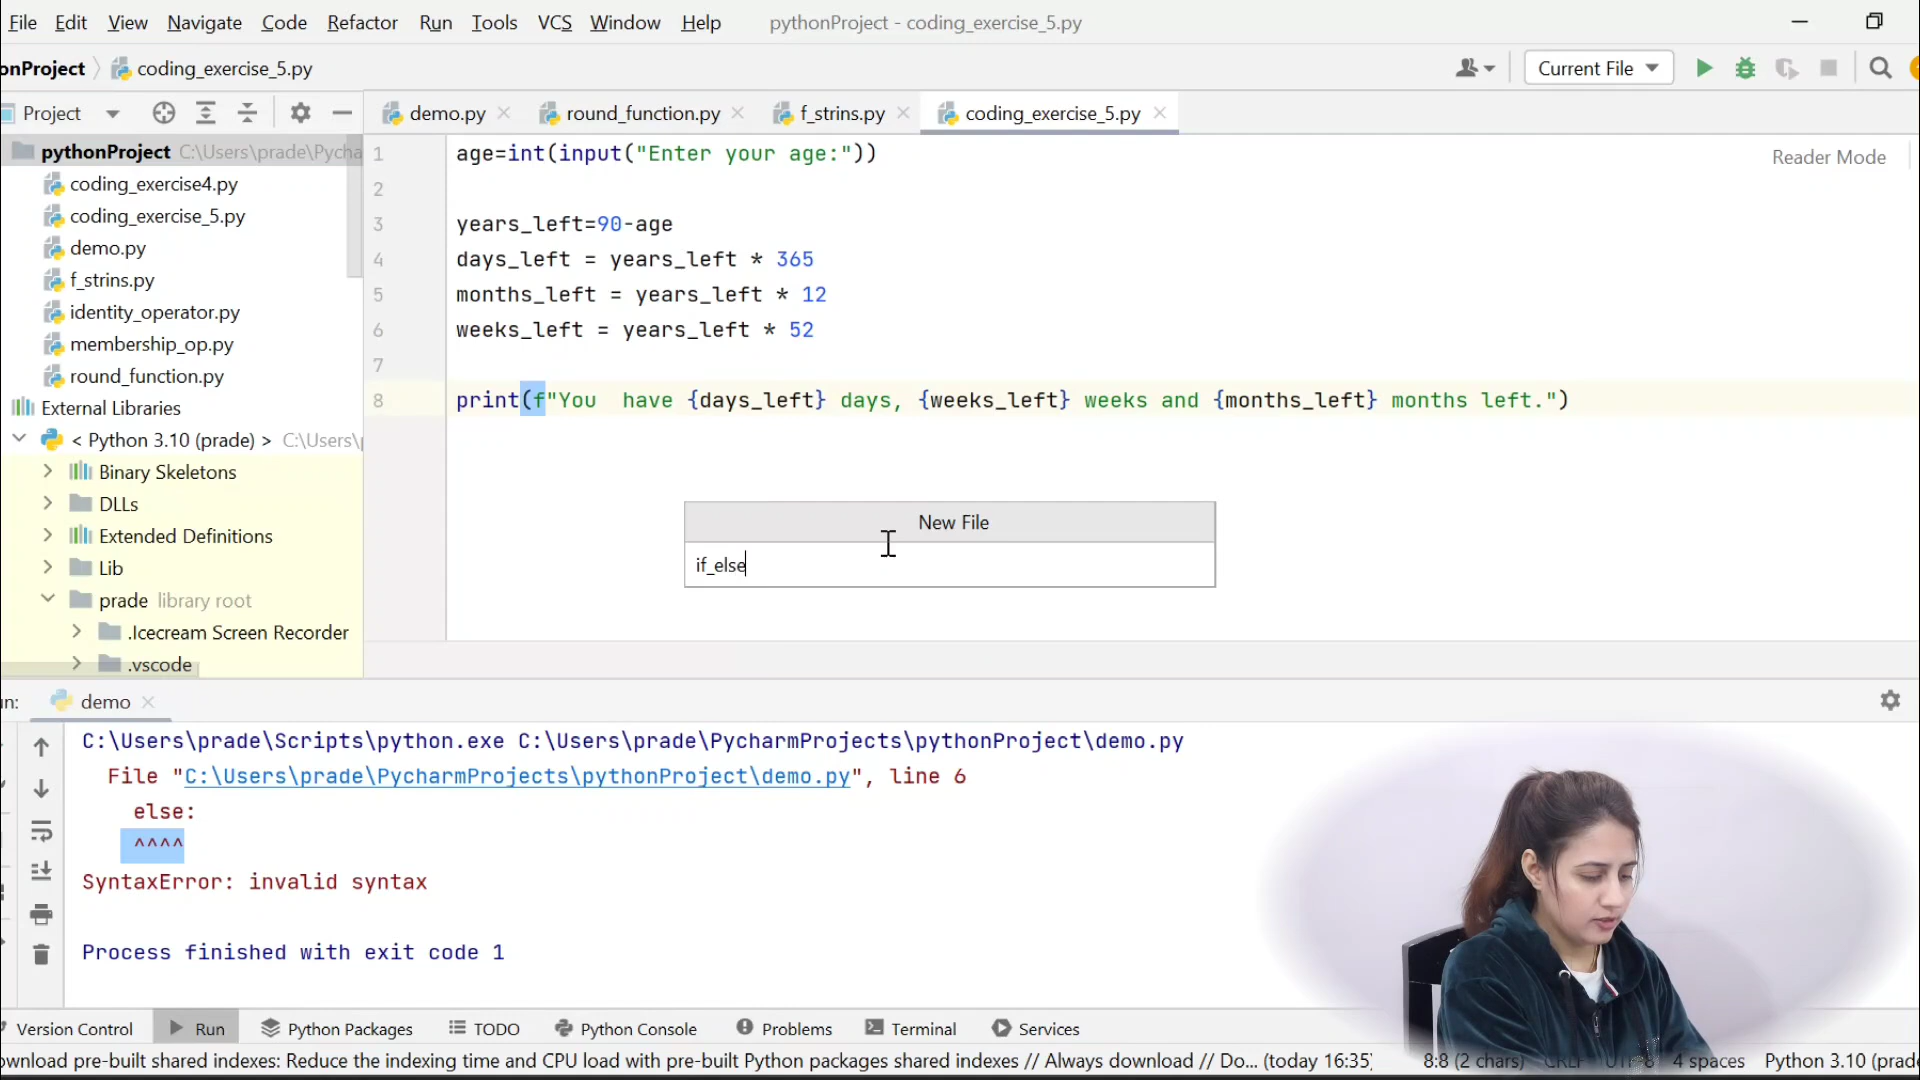 File Edit View Navigate Code Refactor Run Tools VCS Window Help pythonProject - coding_exercise_5.py
onProject coding_exercise_5.py Current File
Project demo.py round_function.py f_strins.py coding_exercise_5.py
pythonProject C:\Users\prade\Pycha
coding_exercise4.py
coding_exercise_5.py
demo.py
f_strins.py
identity_operator.py
membership_op.py
round_function.py
External Libraries
< Python 3.10 (prade) > C:\Users\
Binary Skeletons
DLLs
Extended Definitions
Lib
prade library root
.Icecream Screen Recorder
.vscode
Reader Mode
1 age=int(input("Enter your age:"))
2
3 years_left=90-age
4 days_left = years_left * 365
5 months_left = years_left * 12
6 weeks_left = years_left * 52
7
8 print(f"You  have {days_left} days, {weeks_left} weeks and {months_left} months left.")
New File
if_else
un: demo
C:\Users\prade\Scripts\python.exe C:\Users\prade\PycharmProjects\pythonProject\demo.py
File "C:\Users\prade\PycharmProjects\pythonProject\demo.py", line 6
else:
^^^^
SyntaxError: invalid syntax
Process finished with exit code 1
Version Control Run Python Packages TODO Python Console Problems Terminal Services
ownload pre-built shared indexes: Reduce the indexing time and CPU load with pre-built Python packages shared indexes // Always download // Do... (today 16:35) 8:8 (2 chars) CRLF UTF-8 4 spaces Python 3.10 (prade